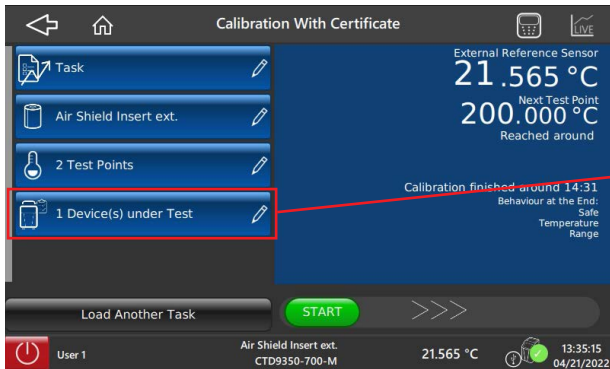 Calibration With Certificate
LIVE
Task
Air Shield Insert ext.
2 Test Points
1 Device(s) under Test
External Reference Sensor
21.565 °C
Next Test Point
200.000 °C
Reached around
Calibration finished around 14:31
Behaviour at the End:
Safe
Temperature
Range
Load Another Task
START
>>>
User 1
Air Shield Insert ext.
CTD9350-700-M
21.565 °C
13:35:15
04/21/2022